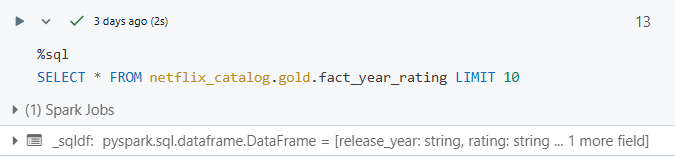 3 days ago (2s)
13
%sql
SELECT * FROM netflix_catalog.gold.fact_year_rating LIMIT 10
(1) Spark Jobs
_sqldf: pyspark.sql.dataframe.DataFrame = [release_year: string, rating: string ... 1 more field]